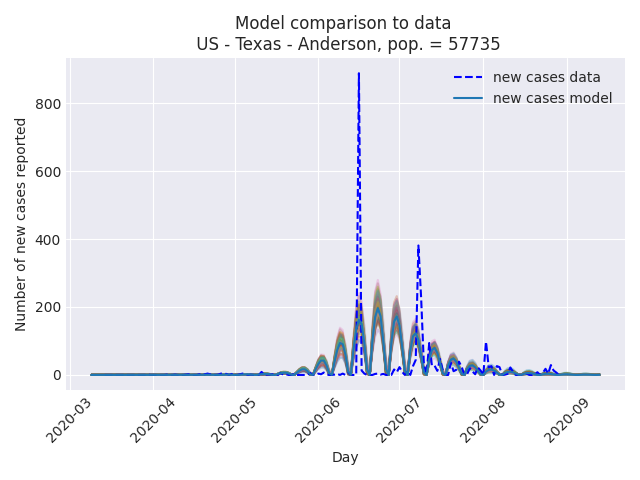 Model comparison to data
US - Texas - Anderson, pop. = 57735
new cases data
new cases model
Number of new cases reported
800
600
400
200
0
2020-03
2020-04
2020-05
2020-06
2020-07
2020-08
2020-09
Day